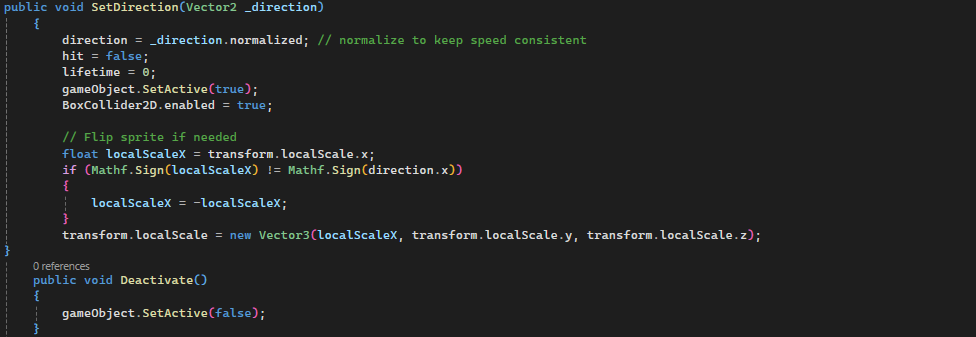 public void SetDirection(Vector2 _direction)
{
direction = _direction.normalized; // normalize to keep speed consistent
hit = false;
lifetime = 0;
gameObject.SetActive(true);
BoxCollider2D.enabled = true;
// Flip sprite if needed
float localScaleX = transform.localScale.x;
if (Mathf.Sign(localScaleX) != Mathf.Sign(direction.x))
{
localScaleX = -localScaleX;
}
transform.localScale = new Vector3(localScaleX, transform.localScale.y, transform.localScale.z);
}
0 references
public void Deactivate()
{
gameObject.SetActive(false);
}